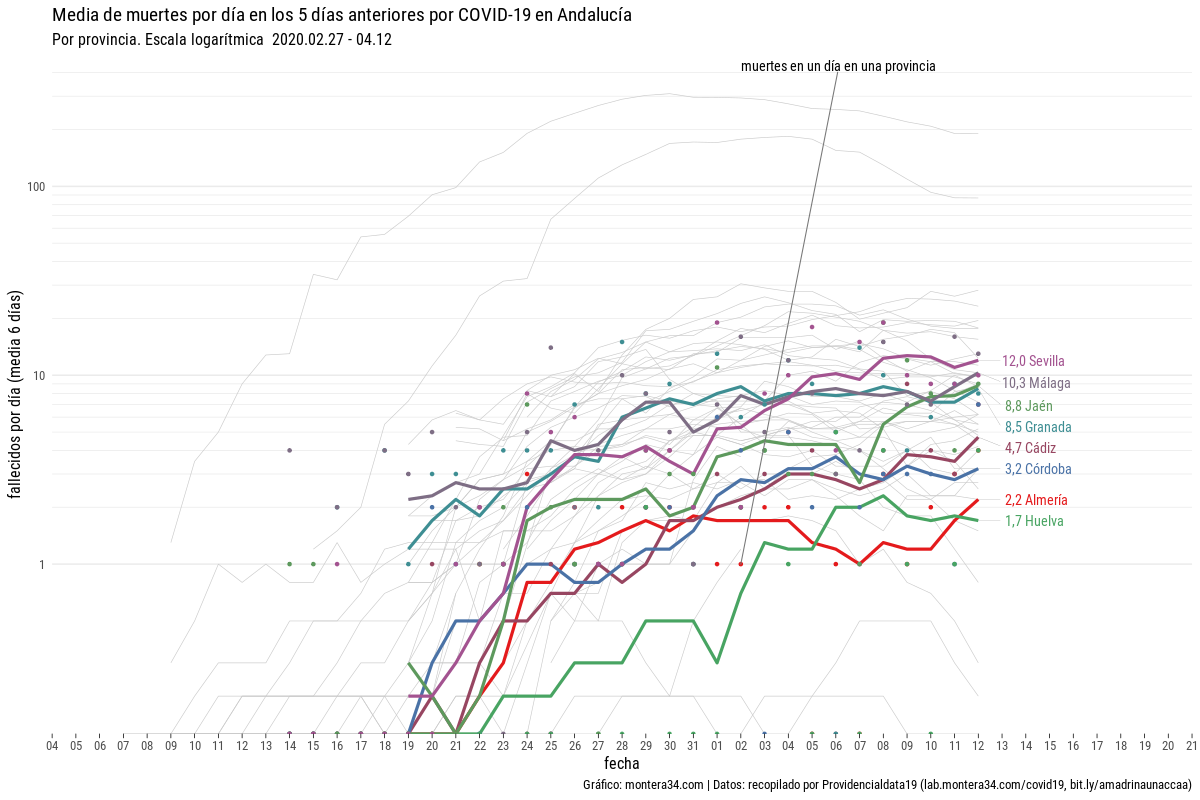 Media de muertes por día en los 5 días anteriores por COVID-19 en Andalucía
Por provincia. Escala logarítmica 2020.02.27 - 04.12
muertes en un día en una provincia
fallecidos por día (media 6 días)
100
10
1
12,0 Sevilla
10,3 Málaga
8,8 Jaén
8,5 Granada
4,7 Cádiz
3,2 Córdoba
2,2 Almería
1,7 Huelva
04 05 06 07 08 09 10 11 12 13 14 15 16 17 18 19 20 21 22 23 24 25 26 27 28 29 30 31 01 02 03 04 05 06 07 08 09 10 11 12 13 14 15 16 17 18 19 20 21
fecha
Gráfico: montera34.com | Datos: recopilado por Providencialdata19 (lab.montera34.com/covid19, bit.ly/amadrinaunaccaa)